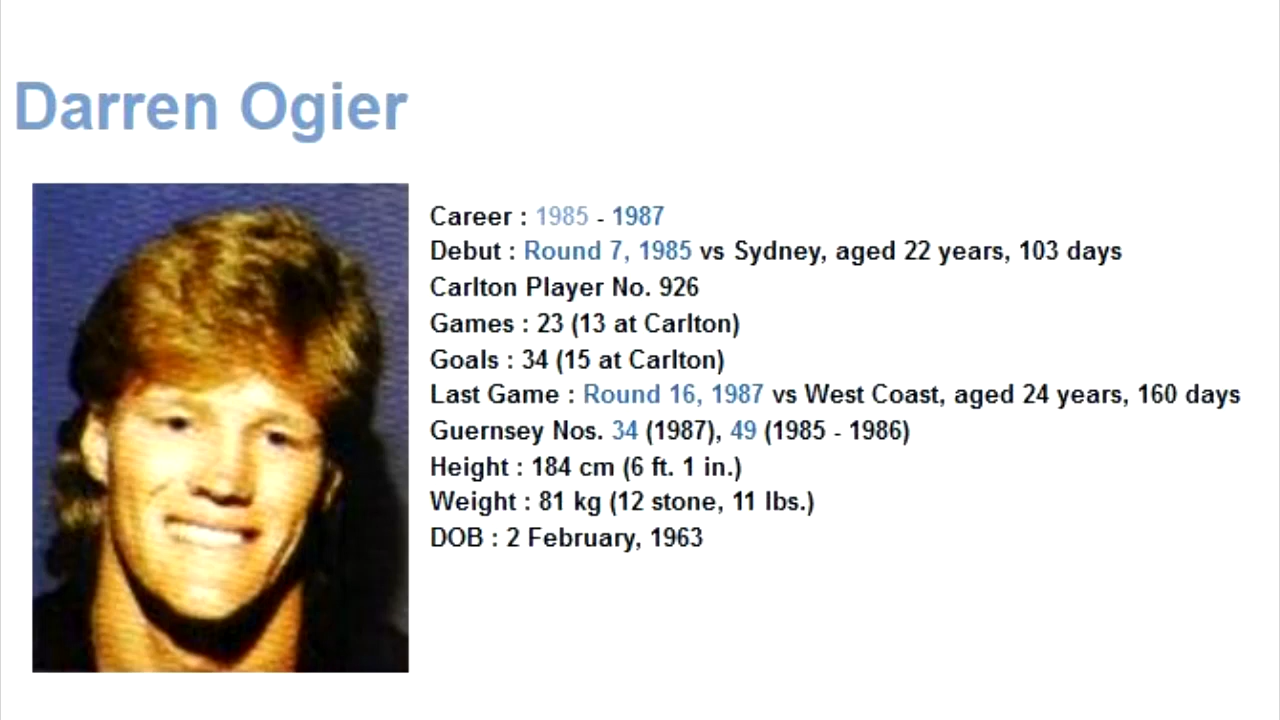 Darren Ogier
Career : 1985 - 1987
Debut : Round 7, 1985 vs Sydney, aged 22 years, 103 days
Carlton Player No. 926
Games : 23 (13 at Carlton)
Goals : 34 (15 at Carlton)
Last Game : Round 16, 1987 vs West Coast, aged 24 years, 160 days
Guernsey Nos. 34 (1987), 49 (1985 - 1986)
Height : 184 cm (6 ft. 1 in.)
Weight : 81 kg (12 stone, 11 lbs.)
DOB : 2 February, 1963